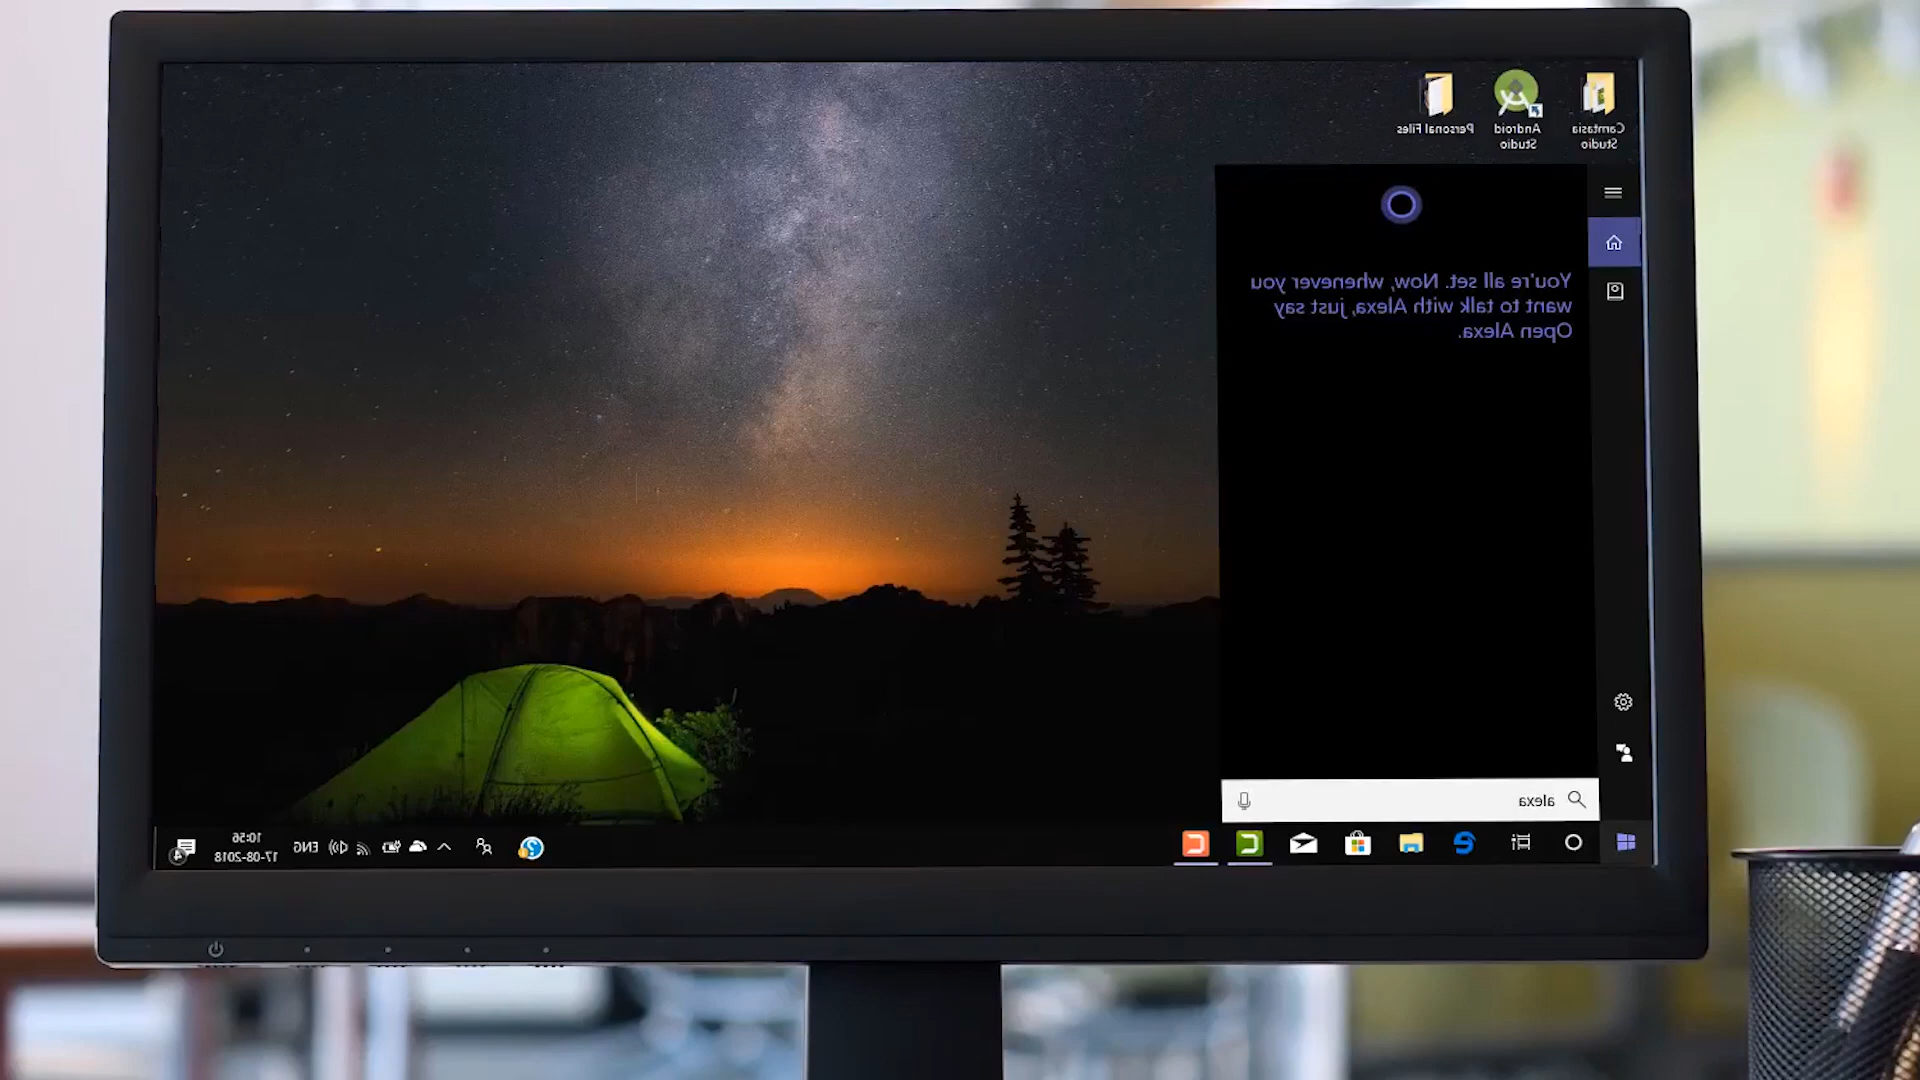 Camtasia
Studio
Android
Studio
Personal Files
You're all set. Now, whenever you
want to talk with Alexa, just say
Open Alexa.
alexa
ENG
10:56
17-08-2018
4